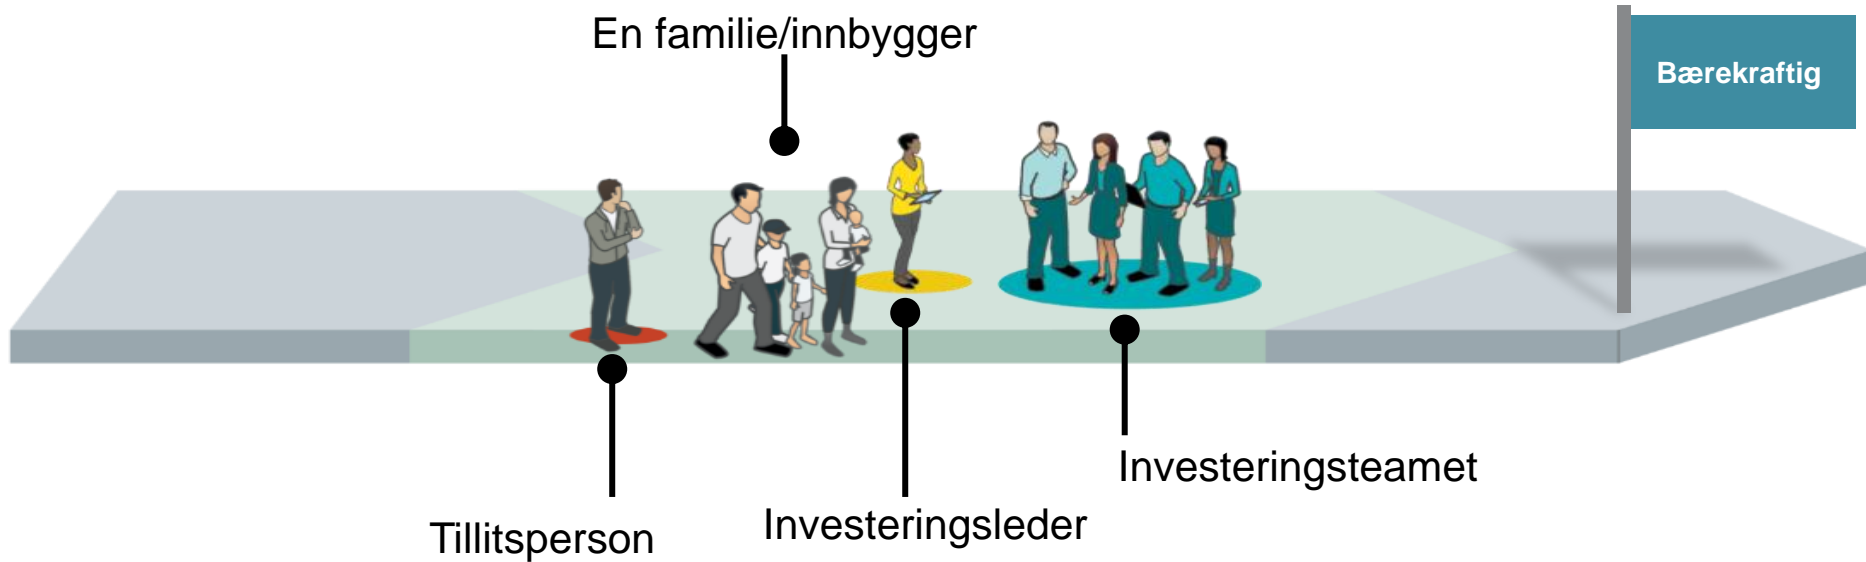 En familie/innbygger
Bærekraftig
Investeringsteamet
Tillitsperson
Investeringsleder